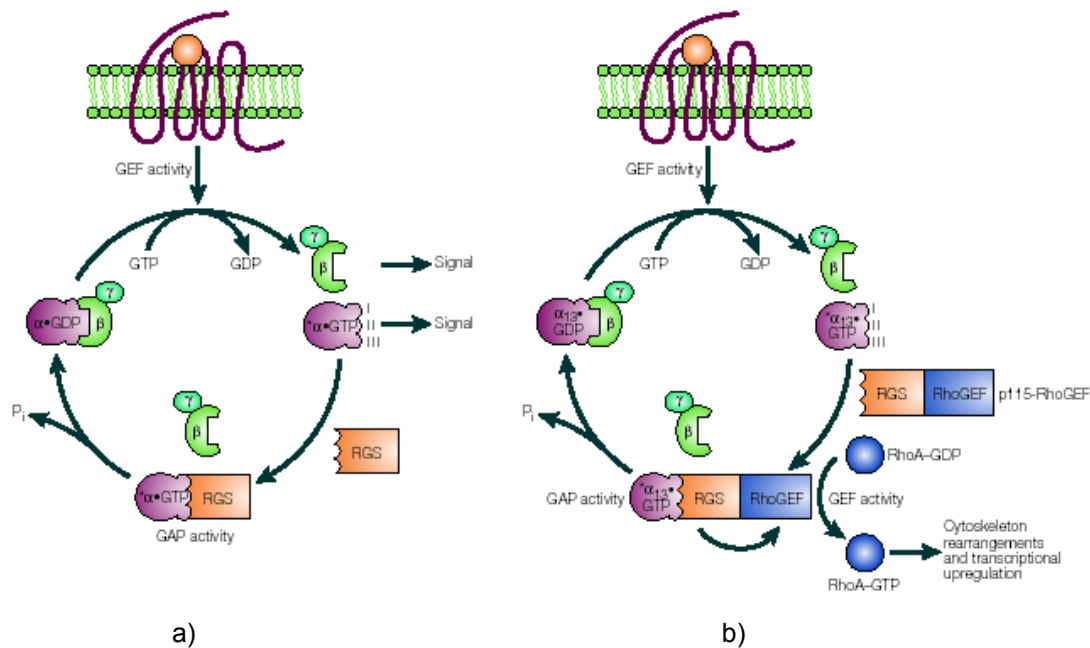 GEF activity
GTP
GDP
γ
β
Signal
α•GDP
β
γ
*α•GTP
I
II
III
Signal
Pi
γ
β
RGS
*α•GTP
RGS
GAP activity
a)
GEF activity
GTP
GDP
γ
β
α13•
GDP
β
γ
*α13•
GTP
I
II
III
RGS
RhoGEF
p115-RhoGEF
Pi
γ
β
RhoA–GDP
GAP activity
*α13•
GTP
RGS
RhoGEF
GEF activity
RhoA–GTP
Cytoskeleton
rearrangements
and transcriptional
upregulation
b)